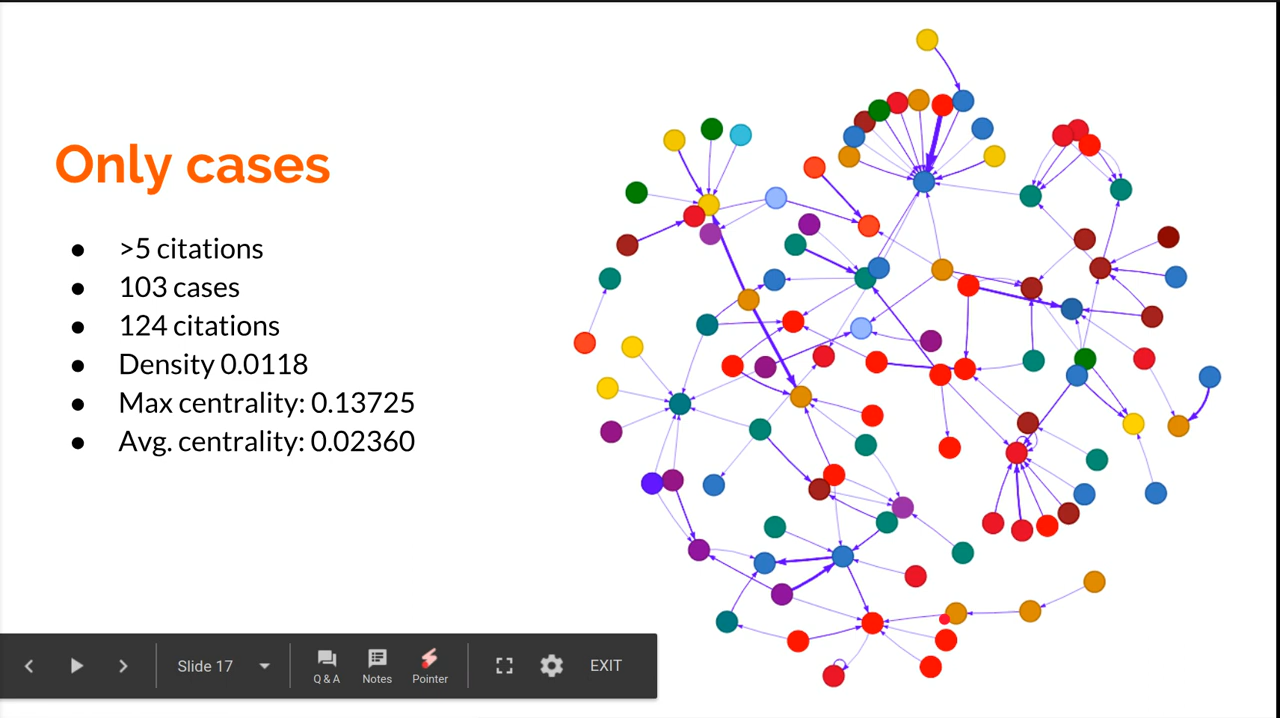 Only cases
● >5 citations
● 103 cases
● 124 citations
● Density 0.0118
● Max centrality: 0.13725
● Avg. centrality: 0.02360
Slide 17
Q & A
Notes
Pointer
EXIT